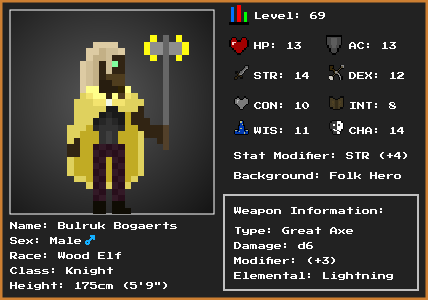 Level: 69
HP: 13 AC: 13
STR: 14 DEX: 12
CON: 10 INT: 8
WIS: 11 CHA: 14
Stat Modifier: STR (+4)
Background: Folk Hero
Name: Bulruk Bogaerts
Sex: Male
Race: Wood Elf
Class: Knight
Height: 175cm (5'9")
Weapon Information:
Type: Great Axe
Damage: d6
Modifier: (+3)
Elemental: Lightning